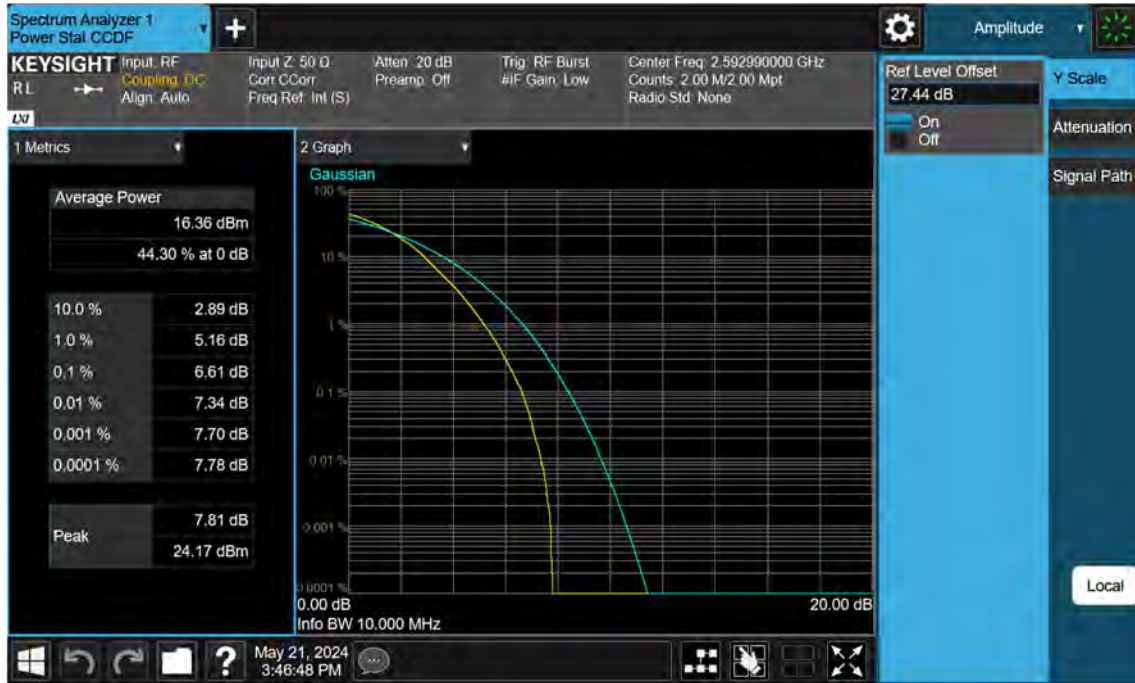 Spectrum Analyzer 1
Power Stat CCDF
+
Amplitude
KEYSIGHT
RL
LXI
Input: RF
Coupling: DC
Align: Auto
Input Z: 50 Ω
Corr CCorr
Freq Ref: Int (S)
Atten: 20 dB
Preamp: Off
Trig: RF Burst
#IF Gain: Low
Center Freq: 2.592990000 GHz
Counts: 2.00 M/2.00 Mpt
Radio Std: None
Ref Level Offset
27.44 dB
On
Off
Y Scale
Attenuation
Signal Path
Local
1 Metrics
Average Power
16.36 dBm
44.30 % at 0 dB
10.0 % 2.89 dB
1.0 % 5.16 dB
0.1 % 6.61 dB
0.01 % 7.34 dB
0.001 % 7.70 dB
0.0001 % 7.78 dB
Peak
7.81 dB
24.17 dBm
2 Graph
Gaussian
100 %
10 %
1 %
0.1 %
0.01 %
0.001 %
0.0001 %
0.00 dB 20.00 dB
Info BW 10.000 MHz
?
May 21, 2024
3:46:48 PM